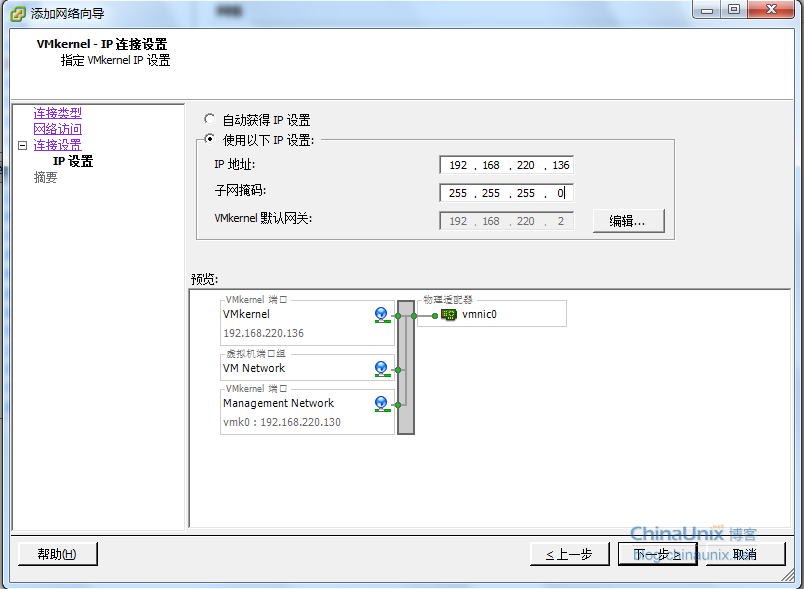 添加网络向导
VMkernel - IP 连接设置
指定 VMkernel IP 设置
连接类型
网络访问
连接设置
IP 设置
摘要
自动获得 IP 设置
使用以下 IP 设置:
IP 地址: 192 . 168 . 220 . 136
子网掩码: 255 . 255 . 255 . 0
VMkernel 默认网关: 192 . 168 . 220 . 2 编辑...
预览:
VMkernel 端口
VMkernel
192.168.220.136
物理适配器
vmnic0
虚拟机端口组
VM Network
VMkernel 端口
Management Network
vmk0 : 192.168.220.130
ChinaUnix 博客
blog.chinaunix.net
帮助(H) < 上一步 下一步 > 取消